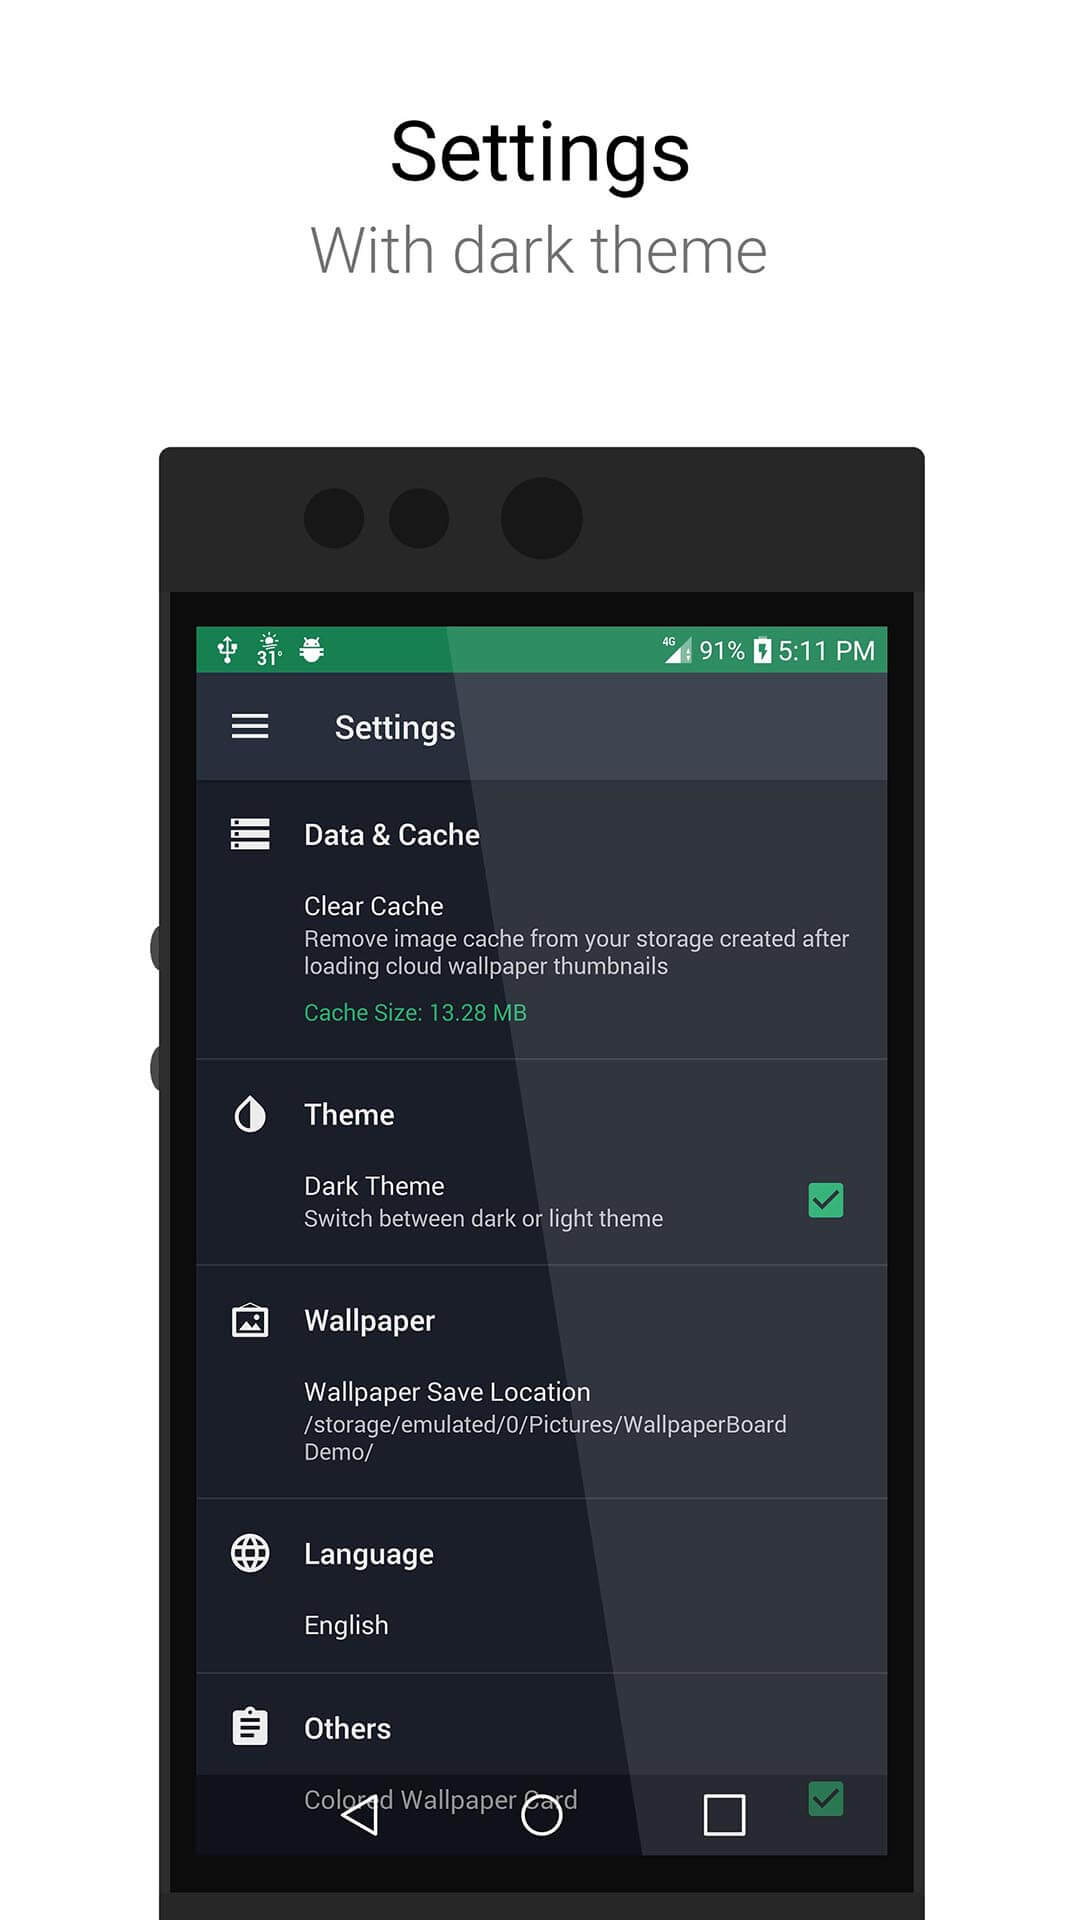 Settings
With dark theme
31°
4G 91% 5:11 PM
Settings
Data & Cache
Clear Cache
Remove image cache from your storage created after
loading cloud wallpaper thumbnails
Cache Size: 13.28 MB
Theme
Dark Theme
Switch between dark or light theme
Wallpaper
Wallpaper Save Location
/storage/emulated/0/Pictures/WallpaperBoard
Demo/
Language
English
Others
Colored Wallpaper Card